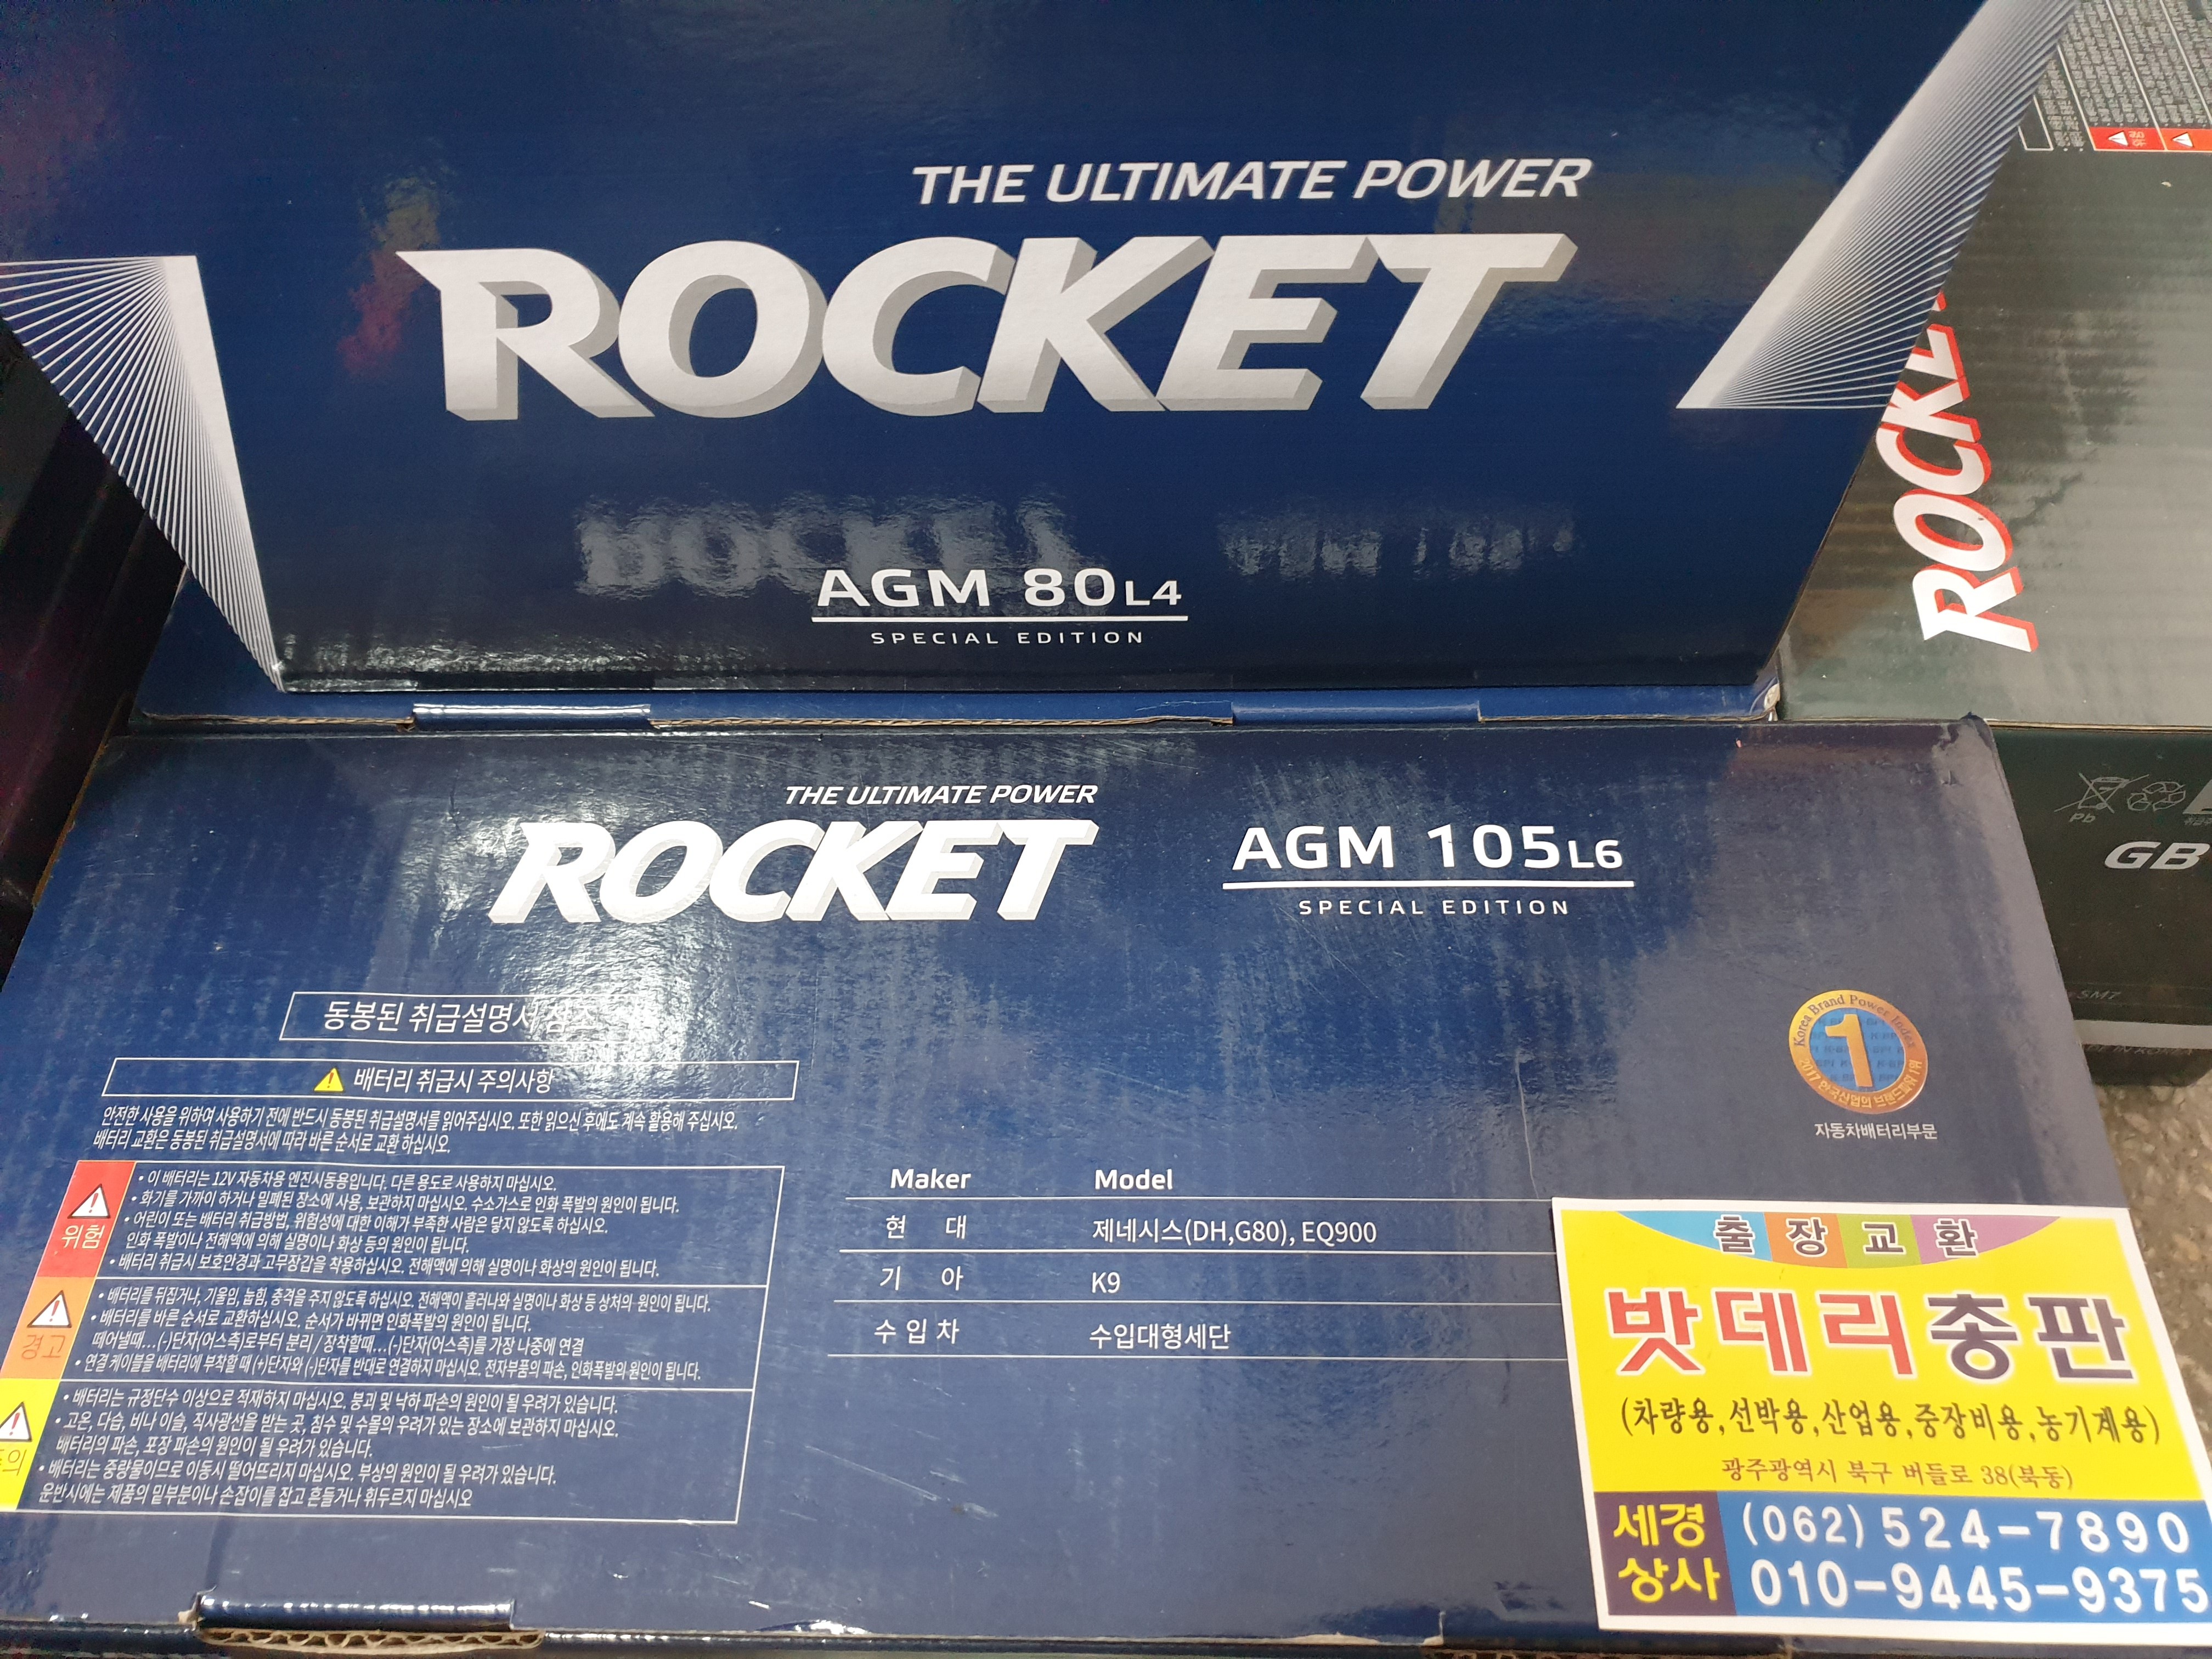 THE ULTIMATE POWER
ROCKET
AGM 80L4
SPECIAL EDITION
ROCKET
THE ULTIMATE POWER
ROCKET
AGM 105L6
SPECIAL EDITION
Pb
GB
SM7
동봉된 취급설명서 참조
배터리 취급시 주의사항
안전한 사용을 위하여 사용하기 전에 반드시 동봉된 취급설명서를 읽어주십시오. 또한 읽으신 후에도 계속 활용해 주십시오.
배터리 교환은 동봉된 취급설명서에 따라 바른 순서로 교환 하십시오.
위험
• 이 배터리는 12V 자동차용 엔진시동용입니다. 다른 용도로 사용하지 마십시오.
• 화기를 가까이 하거나 밀폐된 장소에 사용, 보관하지 마십시오. 수소가스로 인화 폭발의 원인이 됩니다.
• 어린이 또는 배터리 취급방법, 위험성에 대한 이해가 부족한 사람은 닿지 않도록 하십시오.
인화 폭발이나 전해액에 의해 실명이나 화상 등의 원인이 됩니다.
• 배터리 취급시 보호안경과 고무장갑을 착용하십시오. 전해액에 의해 실명이나 화상의 원인이 됩니다.
경고
• 배터리를 뒤집거나, 기울임, 눕힘, 충격을 주지 않도록 하십시오. 전해액이 흘러나와 실명이나 화상 등 상처의 원인이 됩니다.
• 배터리를 바른 순서로 교환하십시오. 순서가 바뀌면 인화폭발의 원인이 됩니다.
떼어낼때...(-)단자(어스측)로부터 분리 / 장착할때...(-)단자(어스측)를 가장 나중에 연결
• 연결 케이블을 배터리에 부착할 때 (+)단자와 (-)단자를 반대로 연결하지 마십시오. 전자부품의 파손, 인화폭발의 원인이 됩니다.
주의
• 배터리는 규정단수 이상으로 적재하지 마십시오. 붕괴 및 낙하 파손의 원인이 될 우려가 있습니다.
• 고온, 다습, 비나 이슬, 직사광선을 받는 곳, 침수 및 수몰의 우려가 있는 장소에 보관하지 마십시오.
배터리의 파손, 포장 파손의 원인이 될 우려가 있습니다.
• 배터리는 중량물이므로 이동시 떨어뜨리지 마십시오. 부상의 원인이 될 우려가 있습니다.
운반시에는 제품의 밑부분이나 손잡이를 잡고 흔들거나 휘두르지 마십시오
Korea Brand Power Index
1
2017 한국산업의 브랜드파워 1위
자동차배터리부문
Maker Model
현 대 제네시스(DH,G80), EQ900
기 아 K9
수입차 수입대형세단
출장교환
밧데리총판
(차량용,선박용,산업용,중장비용,농기계용)
광주광역시 북구 버들로 38(북동)
세경상사
(062) 524-7890
010-9445-9375